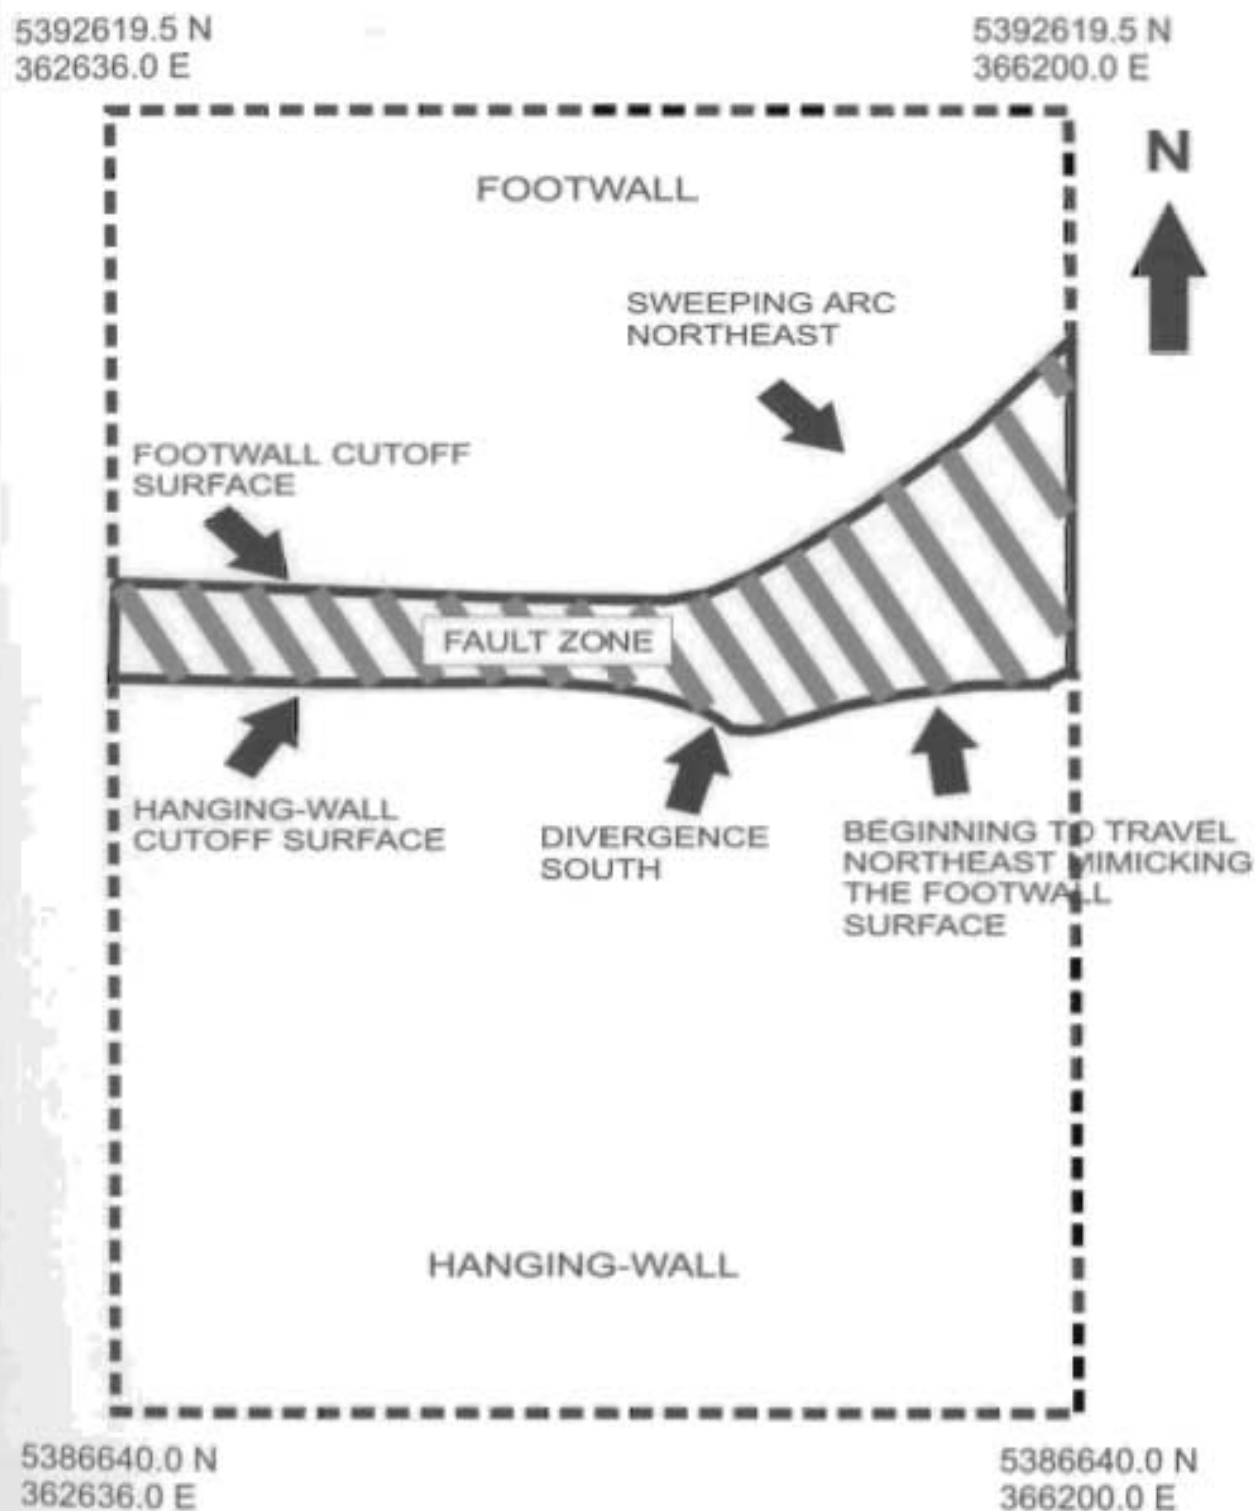 5392619.5 N
362636.0 E
5392619.5 N
366200.0 E
N
FOOTWALL
SWEEPING ARC
NORTHEAST
FOOTWALL CUTOFF
SURFACE
FAULT ZONE
HANGING-WALL
CUTOFF SURFACE
DIVERGENCE
SOUTH
BEGINNING TO TRAVEL
NORTHEAST MIMICKING
THE FOOTWALL
SURFACE
HANGING-WALL
5386640.0 N
362636.0 E
5386640.0 N
366200.0 E